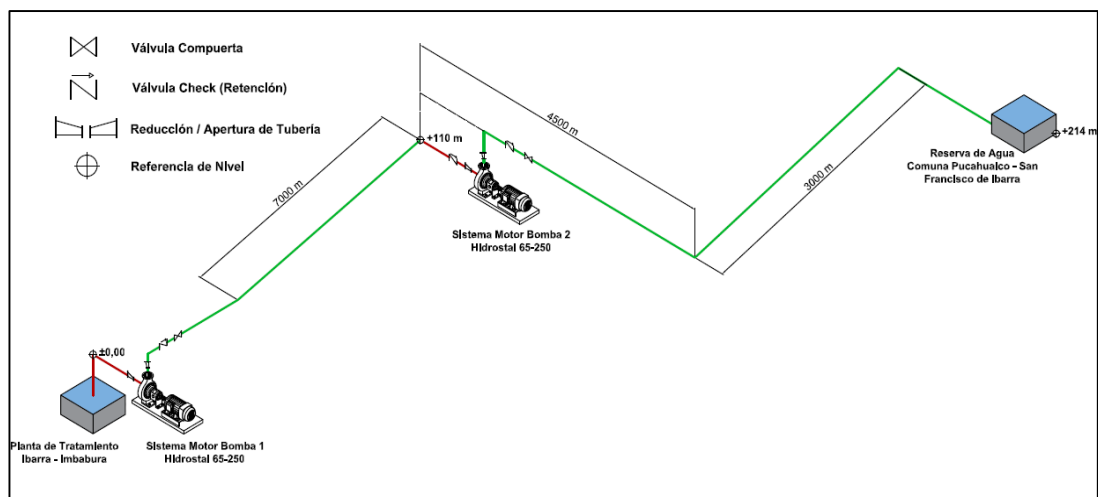 Válvula Compuerta
Válvula Check (Retención)
Reducción / Apertura de Tubería
Referencia de Nivel
7000 m
+110 m
4500 m
3000 m
+214 m
Reserva de Agua
Comuna Pucahuaico - San
Francisco de Ibarra
Sistema Motor Bomba 2
Hidrostal 65-250
±0,00
Planta de Tratamiento
Ibarra - Imbabura
Sistema Motor Bomba 1
Hidrostal 65-250